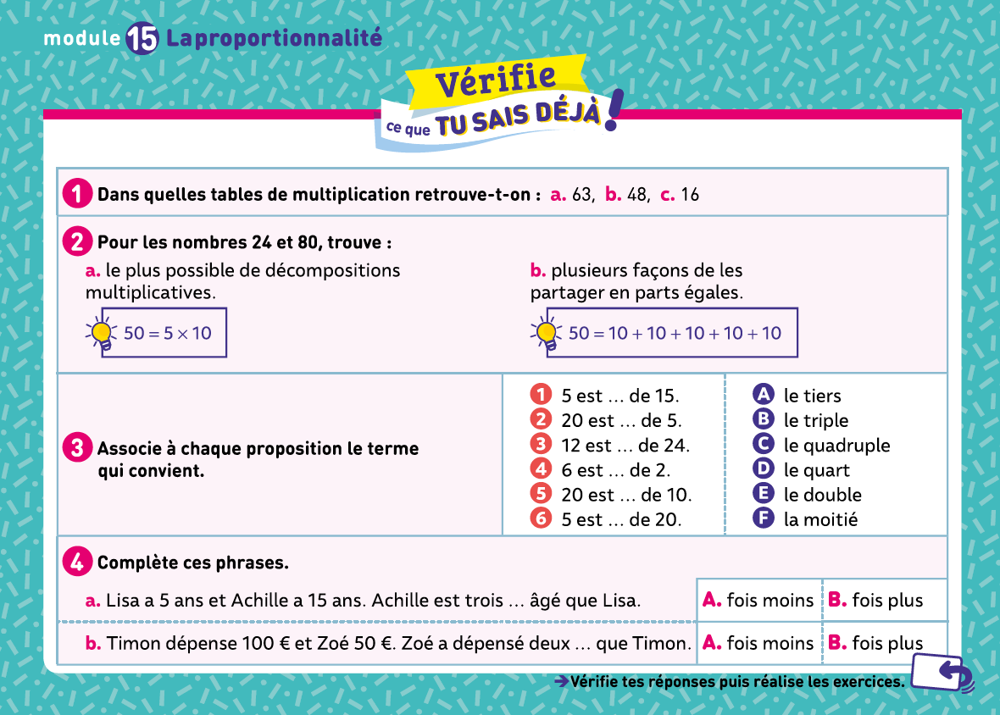 module 15 Laproportionnalité
Vérifie
ce que TU SAIS DÉJÀ !
1 Dans quelles tables de multiplication retrouve-t-on : a. 63, b. 48, c. 16
2 Pour les nombres 24 et 80, trouve :
a. le plus possible de décompositions
multiplicatives.
50 = 5 × 10
b. plusieurs façons de les
partager en parts égales.
50 = 10 + 10 + 10 + 10 + 10
3 Associe à chaque proposition le terme
qui convient.
1 5 est … de 15.
2 20 est … de 5.
3 12 est … de 24.
4 6 est … de 2.
5 20 est … de 10.
6 5 est … de 20.
A le tiers
B le triple
C le quadruple
D le quart
E le double
F la moitié
4 Complète ces phrases.
a. Lisa a 5 ans et Achille a 15 ans. Achille est trois … âgé que Lisa.
A. fois moins B. fois plus
b. Timon dépense 100 € et Zoé 50 €. Zoé a dépensé deux … que Timon.
A. fois moins B. fois plus
➔Vérifie tes réponses puis réalise les exercices.